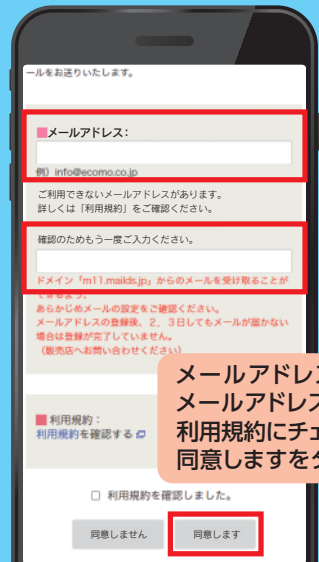 ールをお送りいたします。
■メールアドレス：
例）info@ecomo.co.jp
ご利用できないメールアドレスがあります。
詳しくは「利用規約」をご確認ください。
確認のためもう一度ご入力ください。
ドメイン「m11.mailds.jp」からのメールを受け取ることが
できるよう、
あらかじめメールの設定をご確認ください。
メールアドレスの登録後、2、3日してもメールが届かない
場合は登録が完了していません。
（販売店へお問い合わせください）
メールアドレ
メールアドレス
利用規約にチェ
同意しますを
■利用規約：
利用規約を確認する
利用規約を確認しました。
同意しません
同意します